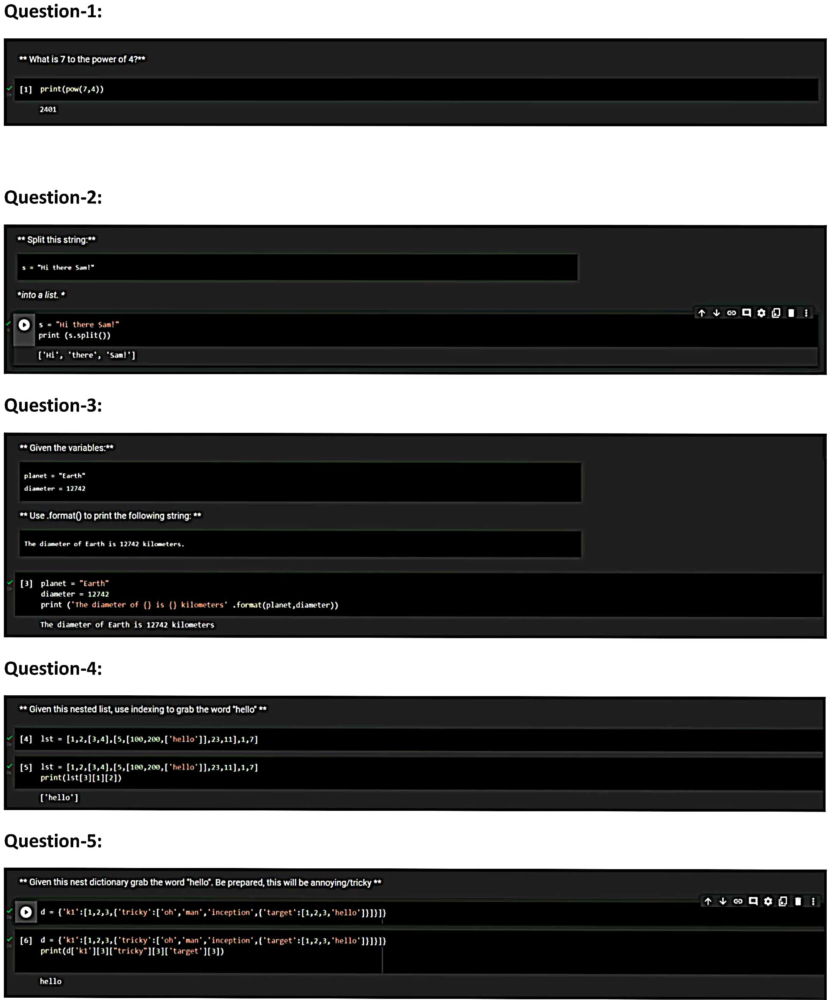 Question-1:
** What is 7 to the power of 4?**
[1] print(pow(7,4))
2401
Question-2:
** Split this string:**
s = "Hi there Sam!"
*into a list. *
s = "Hi there Sam!"
print (s.split())
['Hi', 'there', 'Sam!']
Question-3:
** Given the variables:**
planet = "Earth"
diameter = 12742
** Use .format() to print the following string: **
The diameter of Earth is 12742 kilometers.
[3] planet = "Earth"
diameter = 12742
print ('The diameter of {} is {} kilometers' .format(planet,diameter))
The diameter of Earth is 12742 kilometers
Question-4:
** Given this nested list, use indexing to grab the word "hello" **
[4] lst = [1,2,[3,4],[5,[100,200,['hello']],23,11],1,7]
[5] lst = [1,2,[3,4],[5,[100,200,['hello']],23,11],1,7]
print(lst[3][1][2])
['hello']
Question-5:
** Given this nest dictionary grab the word "hello". Be prepared, this will be annoying/tricky **
d = {'k1':[1,2,3,{'tricky':['oh','man','inception',{'target':[1,2,3,'hello']}]}]}
[6] d = {'k1':[1,2,3,{'tricky':['oh','man','inception',{'target':[1,2,3,'hello']}]}]}
print(d['k1'][3]["tricky"][3]['target'][3])
hello